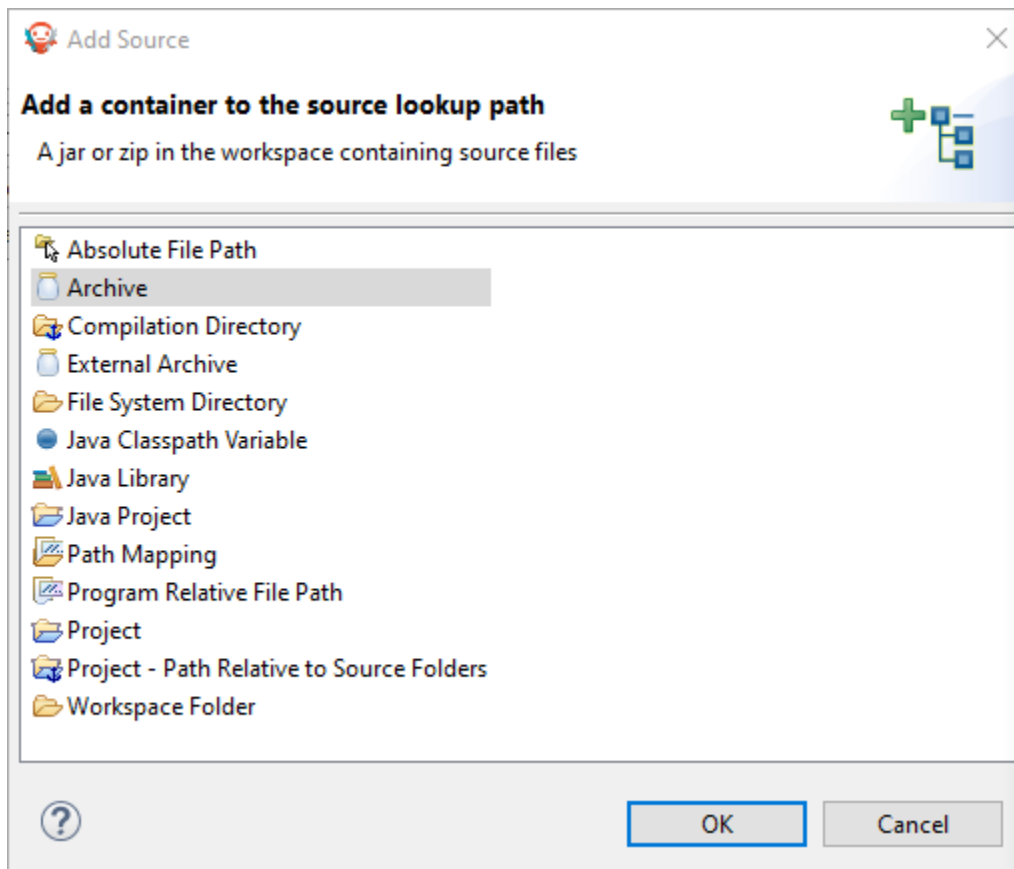 Add Source
Add a container to the source lookup path
A jar or zip in the workspace containing source files
Absolute File Path
Archive
Compilation Directory
External Archive
File System Directory
Java Classpath Variable
Java Library
Java Project
Path Mapping
Program Relative File Path
Project
Project - Path Relative to Source Folders
Workspace Folder
?
OK
Cancel